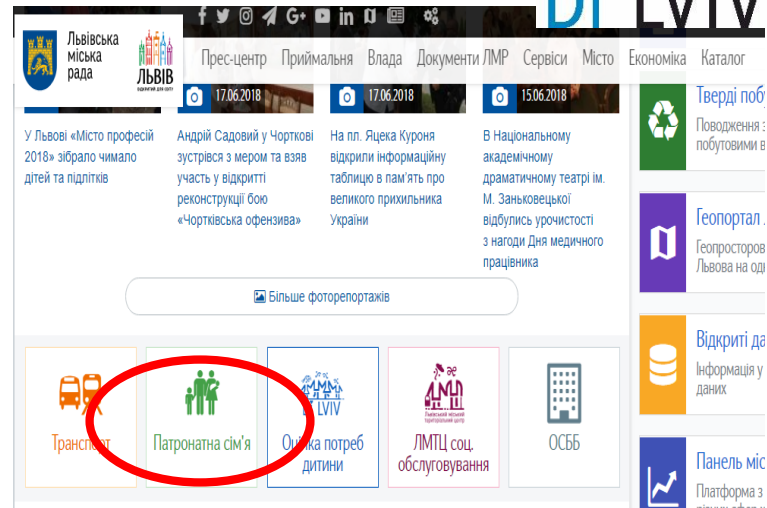 DI LVIV
Львівська
міська
рада
ЛЬВІВ
Прес-центр Приймальня Влада Документи ЛМР Сервіси Місто Економіка Каталог
17.06.2018
17.06.2018
15.06.2018
У Львові «Місто професій
2018» зібрало чимало
дітей та підлітків
Андрій Садовий у Чорткові
зустрівся з мером та взяв
участь у відкритті
реконструкції бою
«Чортківська офензива»
На пл. Яцека Куроня
відкрили інформаційну
таблицю в пам'ять про
великого прихильника
України
В Національному
академічному
драматичному театрі ім.
М. Заньковецької
відбулись урочистості
з нагоди Дня медичного
працівника
Більше фоторепортажів
Транспорт
Патронатна сім'я
LVIV
Оцінка потреб
дитини
ЛМТЦ соц.
обслуговування
ОСББ
Тверді побу
Поводження з
побутовими в
Геопортал
Геопросторов
Львова на од
Відкриті да
Інформація у
даних
Панель міс
Платформа з